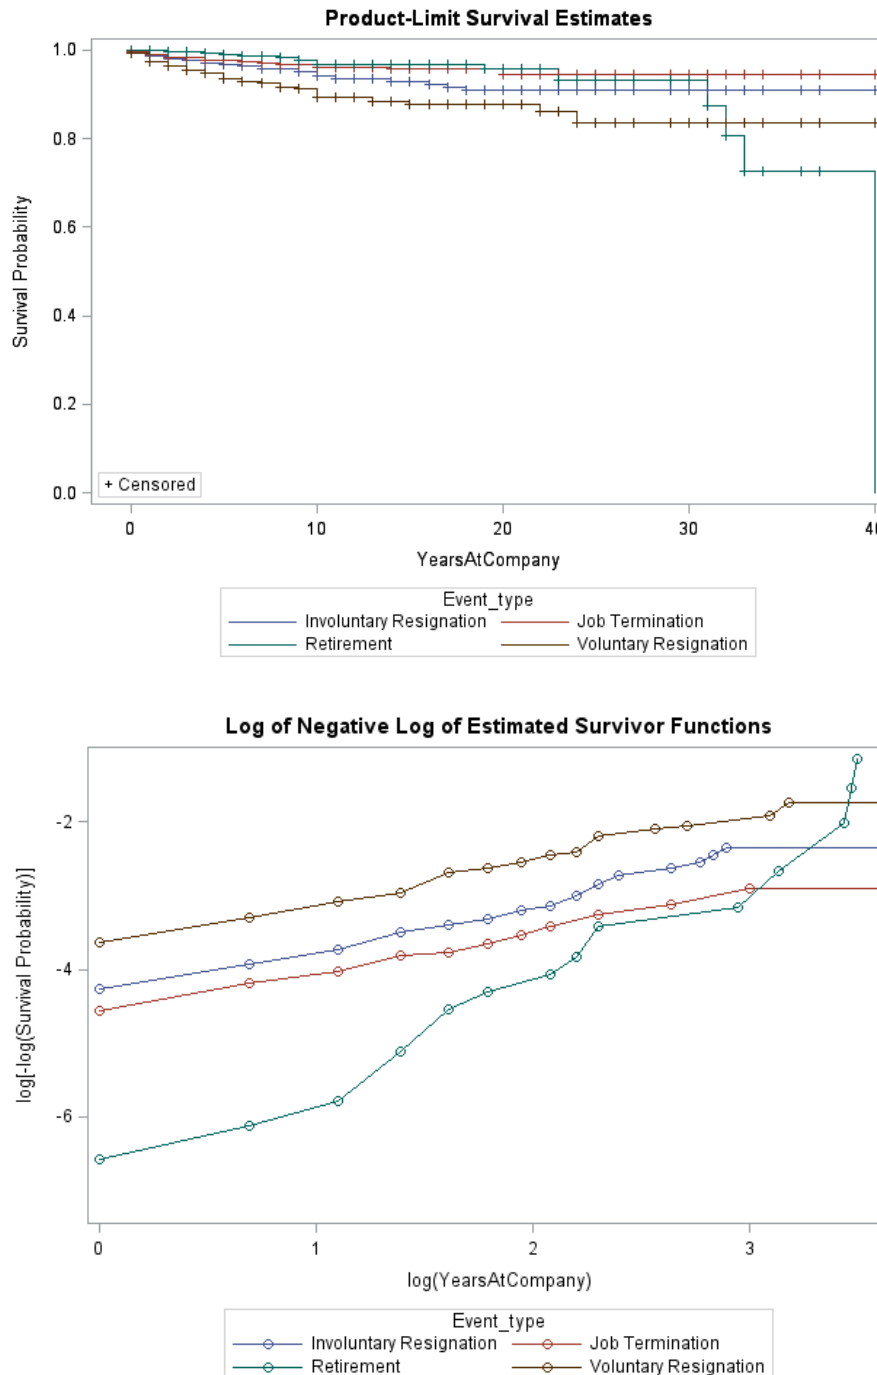 Product-Limit Survival Estimates
1.0
0.8
0.6
0.4
0.2
0.0
Survival Probability
+ Censored
0 10 20 30 40
YearsAtCompany
Event_type
Involuntary Resignation Job Termination
Retirement Voluntary Resignation
Log of Negative Log of Estimated Survivor Functions
-2
-4
-6
log[-log(Survival Probability)]
0 1 2 3
log(YearsAtCompany)
Event_type
Involuntary Resignation Job Termination
Retirement Voluntary Resignation